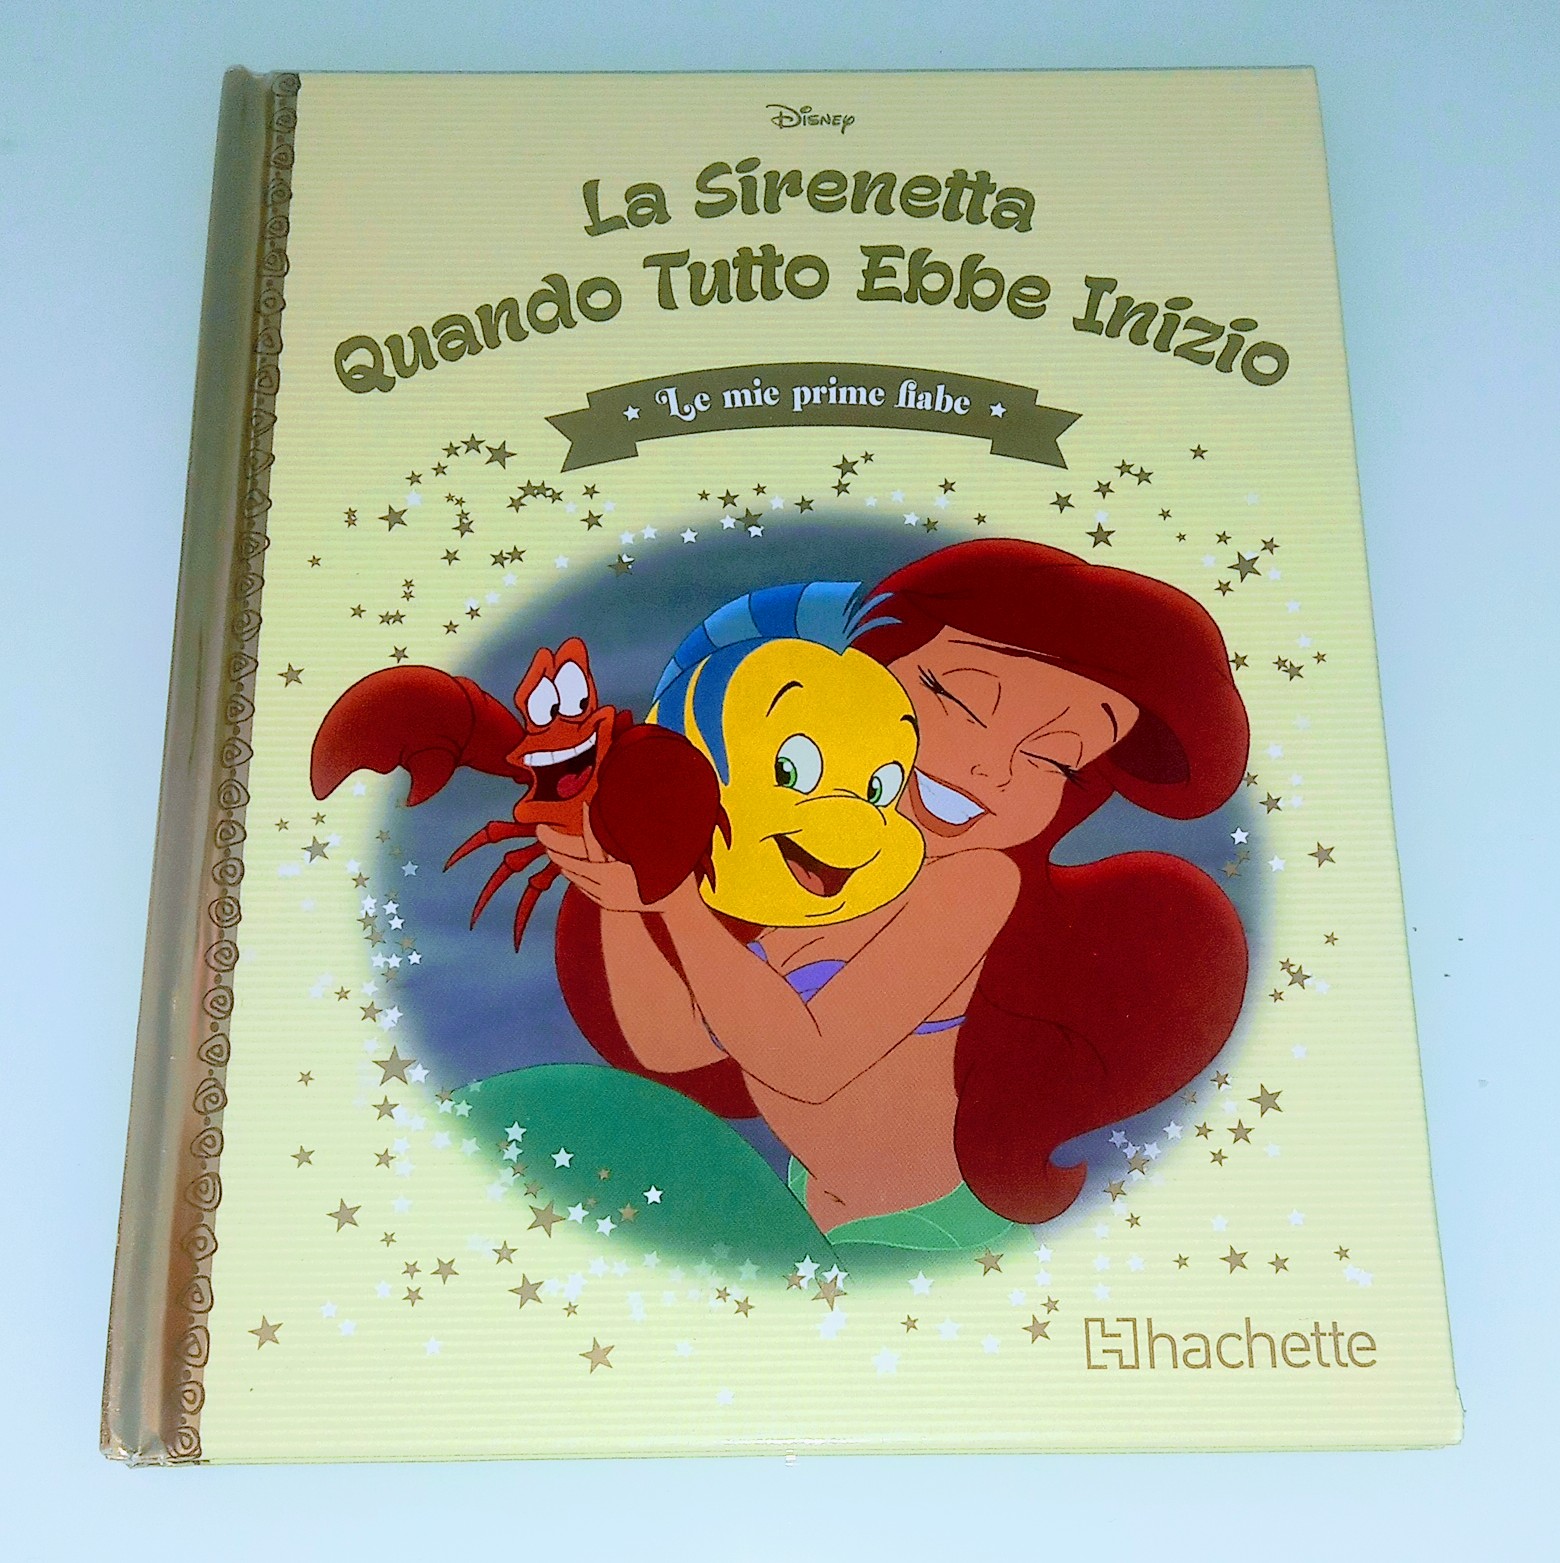 Disney
La Sirenetta
Quando Tutto Ebbe Inizio
Le mie prime fiabe
hachette